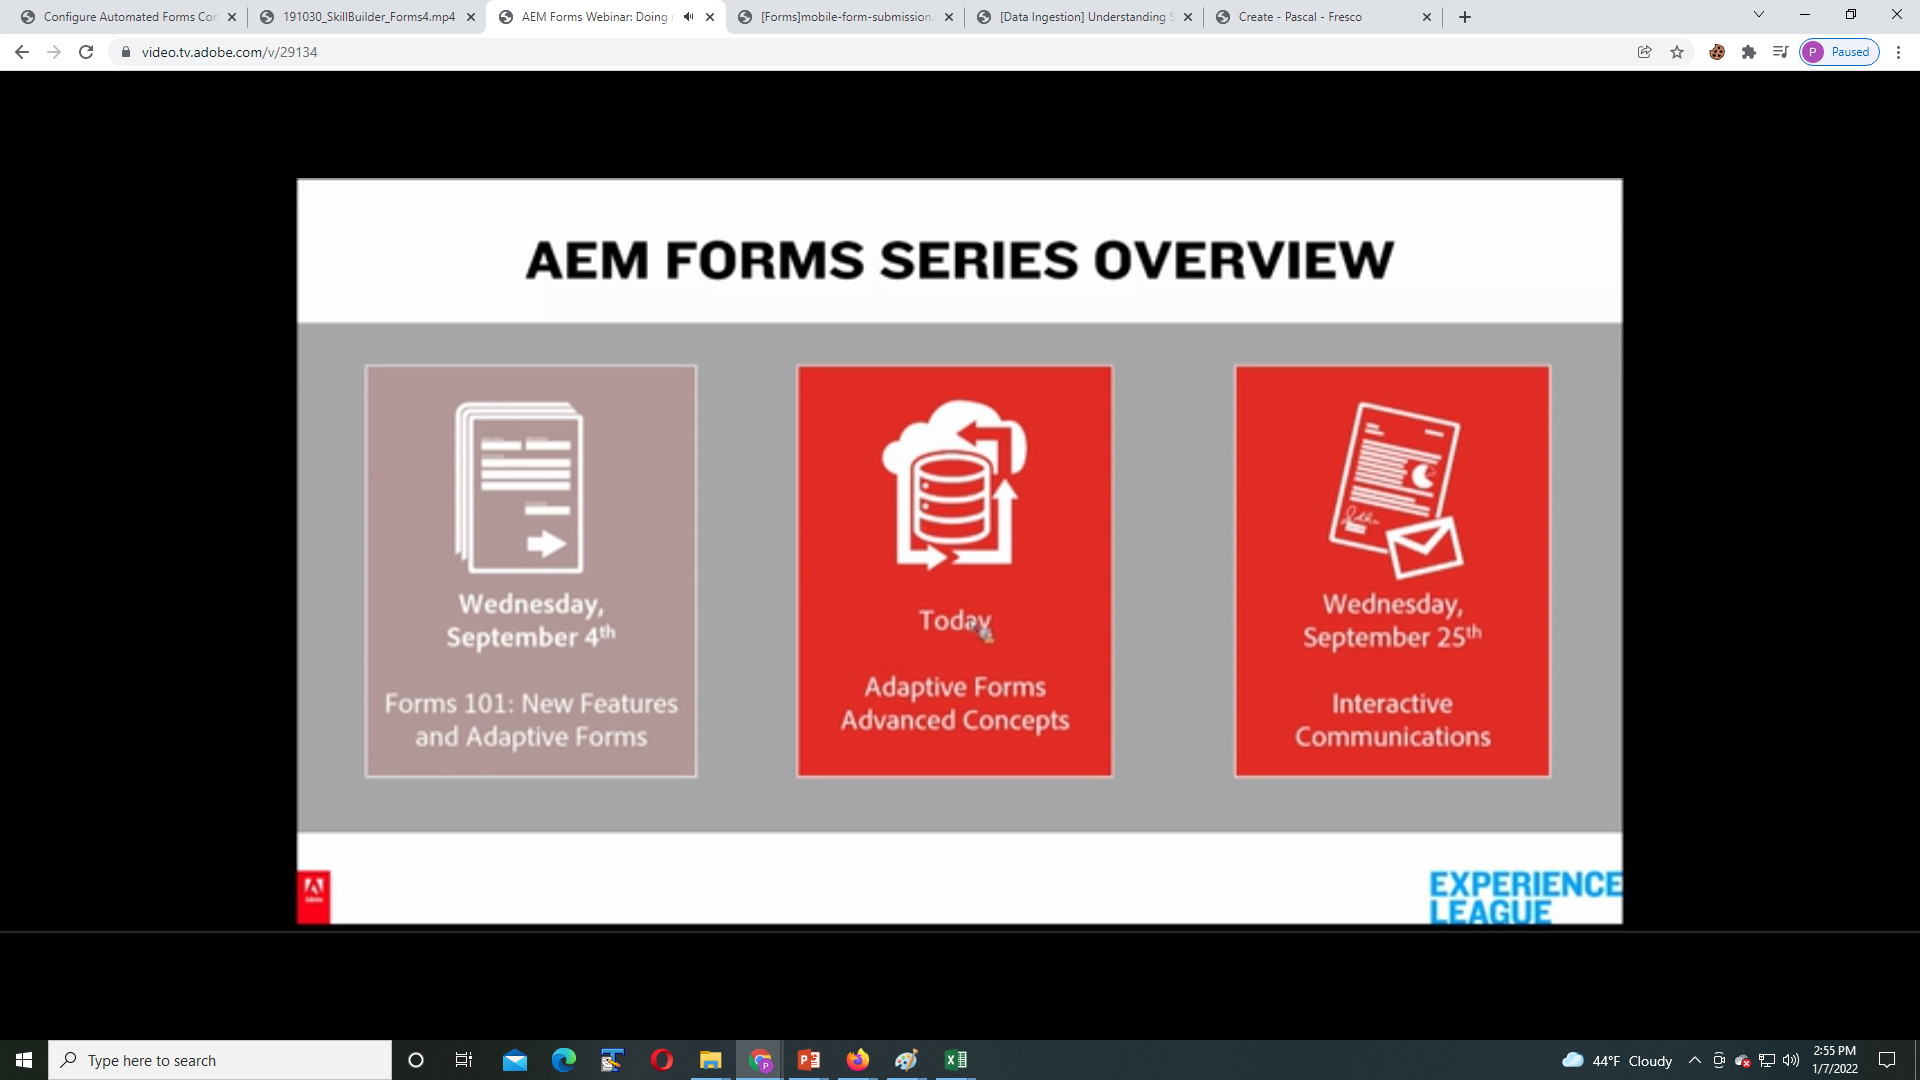 Configure Automated Forms Con
191030_SkillBuilder_Forms4.mp4
AEM Forms Webinar: Doing
[Forms]mobile-form-submission.
[Data Ingestion] Understanding S
Create - Pascal - Fresco
video.tv.adobe.com/v/29134
P Paused
AEM FORMS SERIES OVERVIEW
Wednesday,
September 4th
Forms 101: New Features
and Adaptive Forms
Today
Adaptive Forms
Advanced Concepts
Wednesday,
September 25th
Interactive
Communications
Adobe
EXPERIENCE
LEAGUE
Type here to search
44°F Cloudy
2:55 PM
1/7/2022